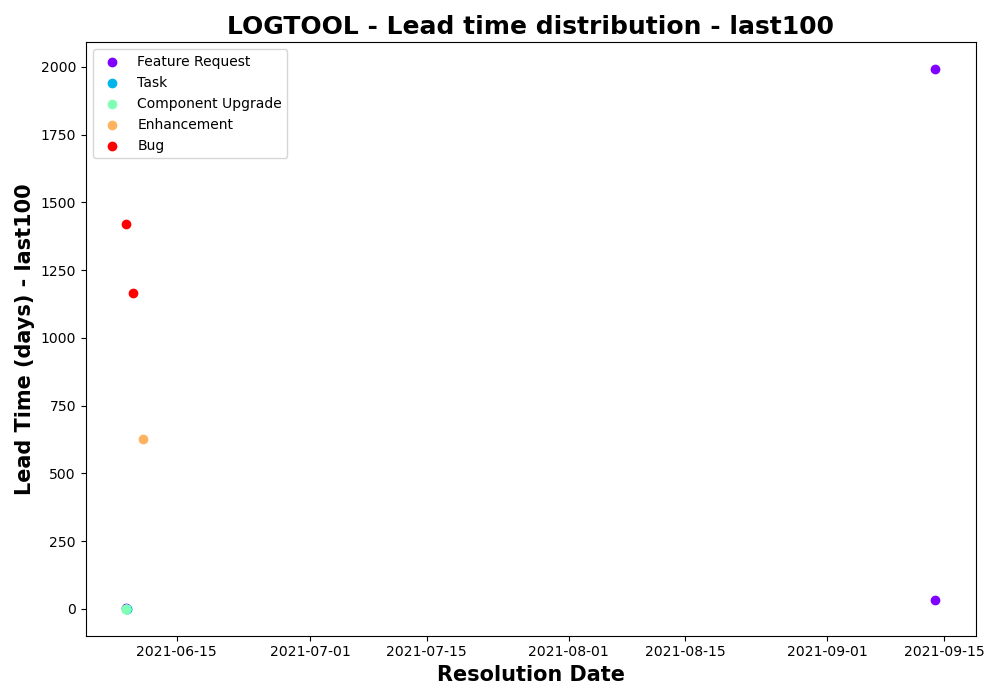 LOGTOOL - Lead time distribution - last100
Feature Request
Task
Component Upgrade
Enhancement
Bug
Lead Time (days) - last100
2000
1750
1500
1250
1000
750
500
250
0
2021-06-15
2021-07-01
2021-07-15
2021-08-01
2021-08-15
2021-09-01
2021-09-15
Resolution Date